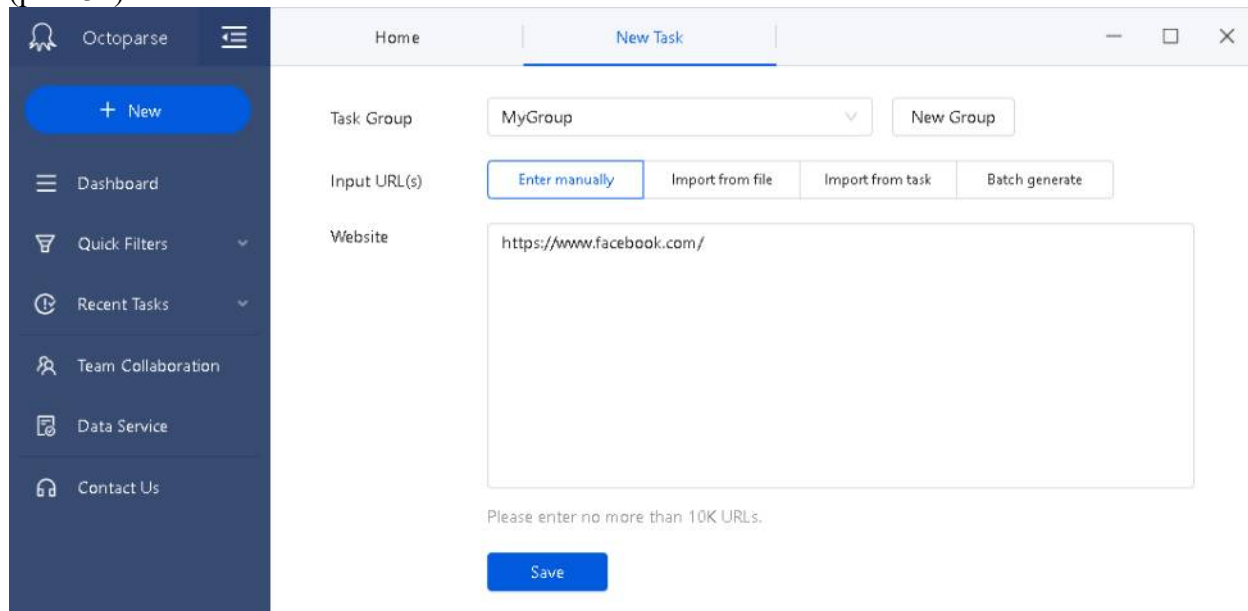 Octoparse
Home
New Task
+ New
Task Group
MyGroup
New Group
Dashboard
Input URL(s)
Enter manually
Import from file
Import from task
Batch generate
Quick Filters
Website
https://www.facebook.com/
Recent Tasks
Team Collaboration
Data Service
Contact Us
Please enter no more than 10K URLs.
Save